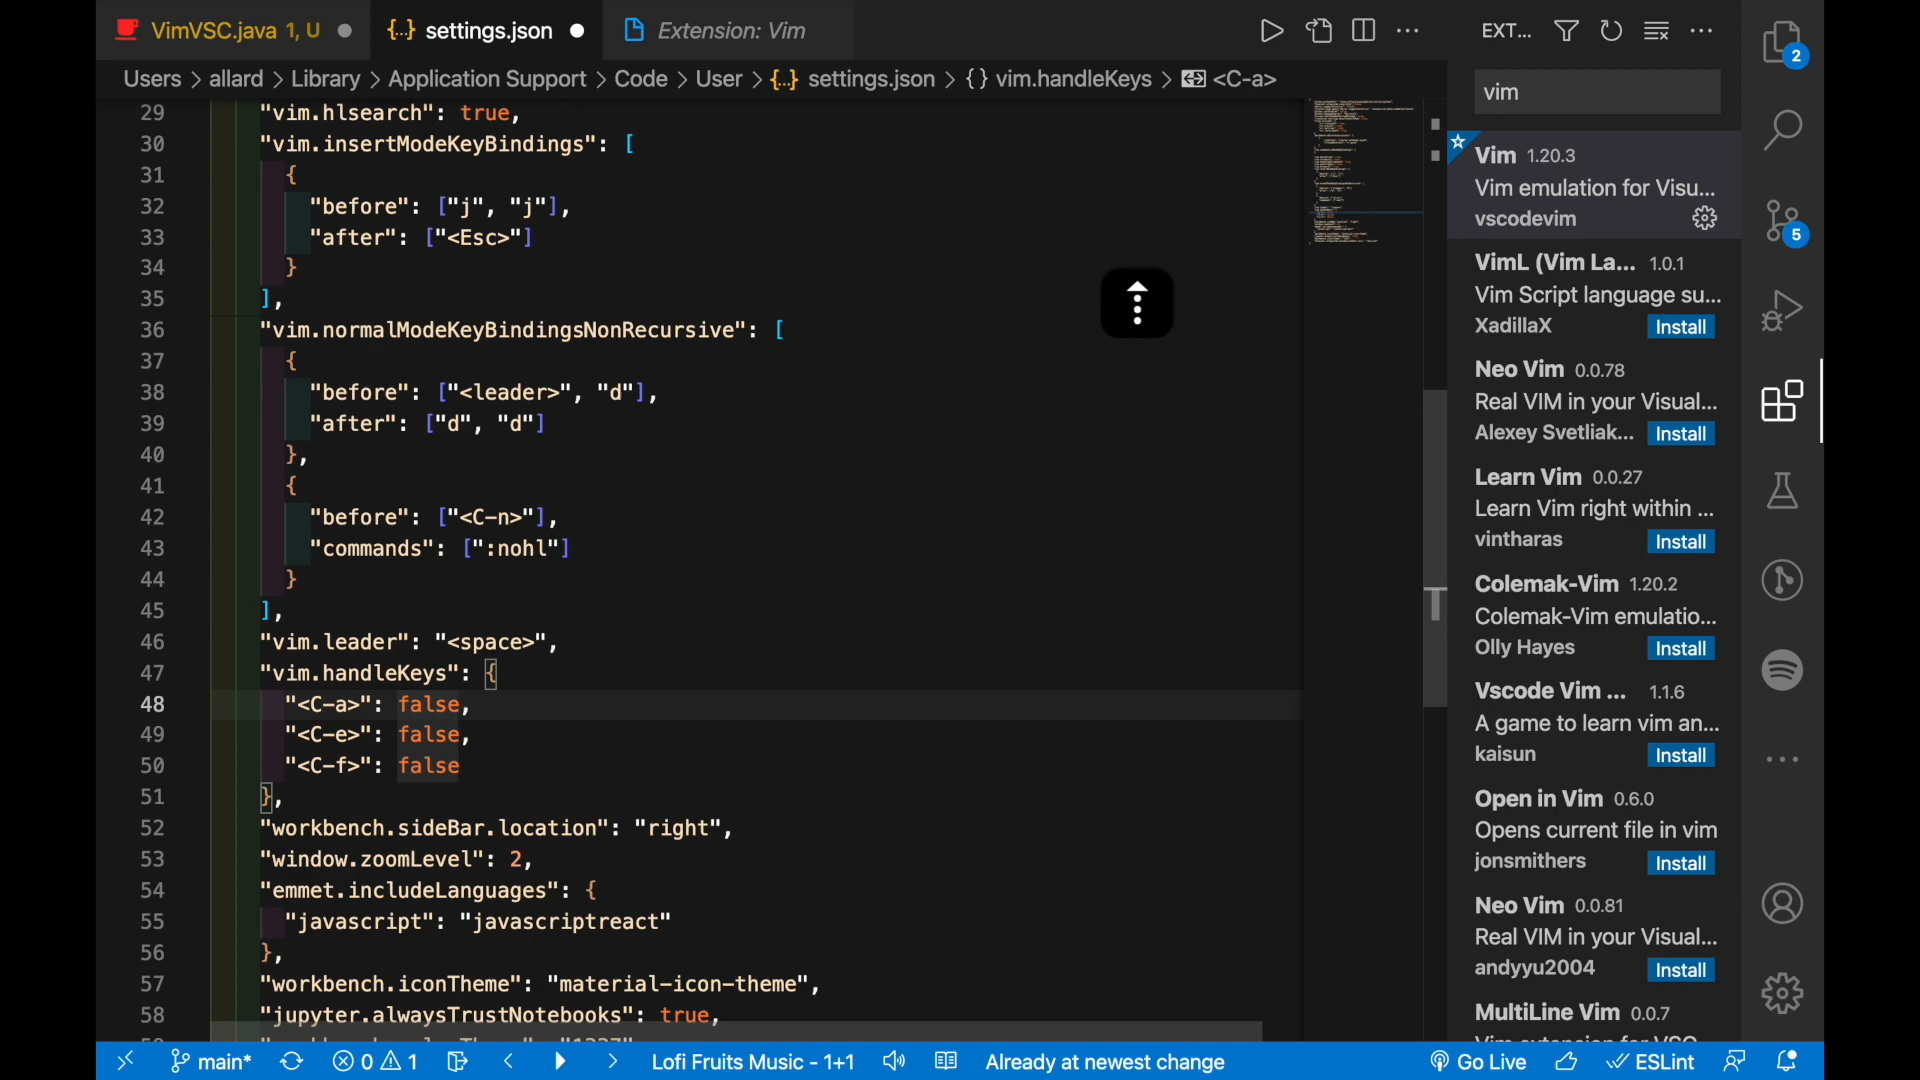 VimVSC.java 1, U
settings.json
Extension: Vim
Users > allard > Library > Application Support > Code > User > {..} settings.json > {} vim.handleKeys > <C-a>
29 "vim.hlsearch": true,
30 "vim.insertModeKeyBindings": [
31 {
32 "before": ["j", "j"],
33 "after": ["<Esc>"]
34 }
35 ],
36 "vim.normalModeKeyBindingsNonRecursive": [
37 {
38 "before": ["<leader>", "d"],
39 "after": ["d", "d"]
40 },
41 {
42 "before": ["<C-n>"],
43 "commands": [":nohl"]
44 }
45 ],
46 "vim.leader": "<space>",
47 "vim.handleKeys": {
48 "<C-a>": false,
49 "<C-e>": false,
50 "<C-f>": false
51 },
52 "workbench.sideBar.location": "right",
53 "window.zoomLevel": 2,
54 "emmet.includeLanguages": {
55 "javascript": "javascriptreact"
56 },
57 "workbench.iconTheme": "material-icon-theme",
58 "jupyter.alwaysTrustNotebooks": true,
EXT...
vim
Vim 1.20.3
Vim emulation for Visu...
vscodevim
VimL (Vim La... 1.0.1
Vim Script language su...
XadillaX Install
Neo Vim 0.0.78
Real VIM in your Visual...
Alexey Svetliak... Install
Learn Vim 0.0.27
Learn Vim right within ...
vintharas Install
Colemak-Vim 1.20.2
Colemak-Vim emulatio...
Olly Hayes Install
Vscode Vim ... 1.1.6
A game to learn vim an...
kaisun Install
Open in Vim 0.6.0
Opens current file in vim
jonsmithers Install
Neo Vim 0.0.81
Real VIM in your Visual...
andyyu2004 Install
MultiLine Vim 0.0.7
2
5
main* 0 1 Lofi Fruits Music - 1+1 Already at newest change Go Live ESLint